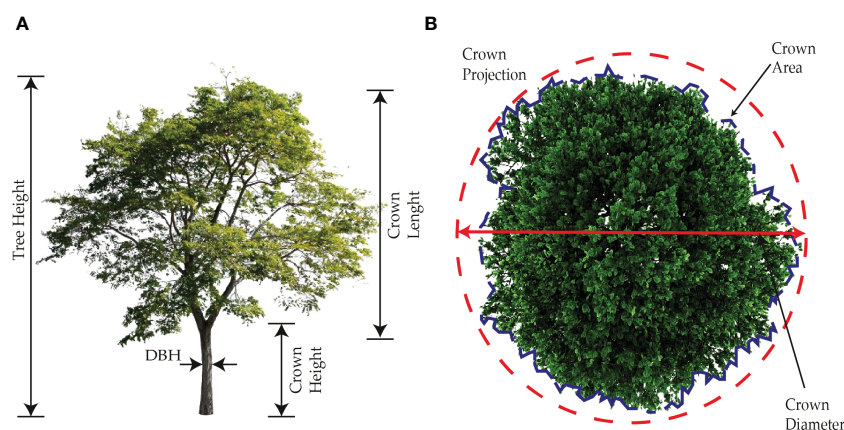 A
B
Tree Height
DBH
Crown
Height
Crown
Lenght
Crown
Projection
Crown
Area
Crown
Diameter